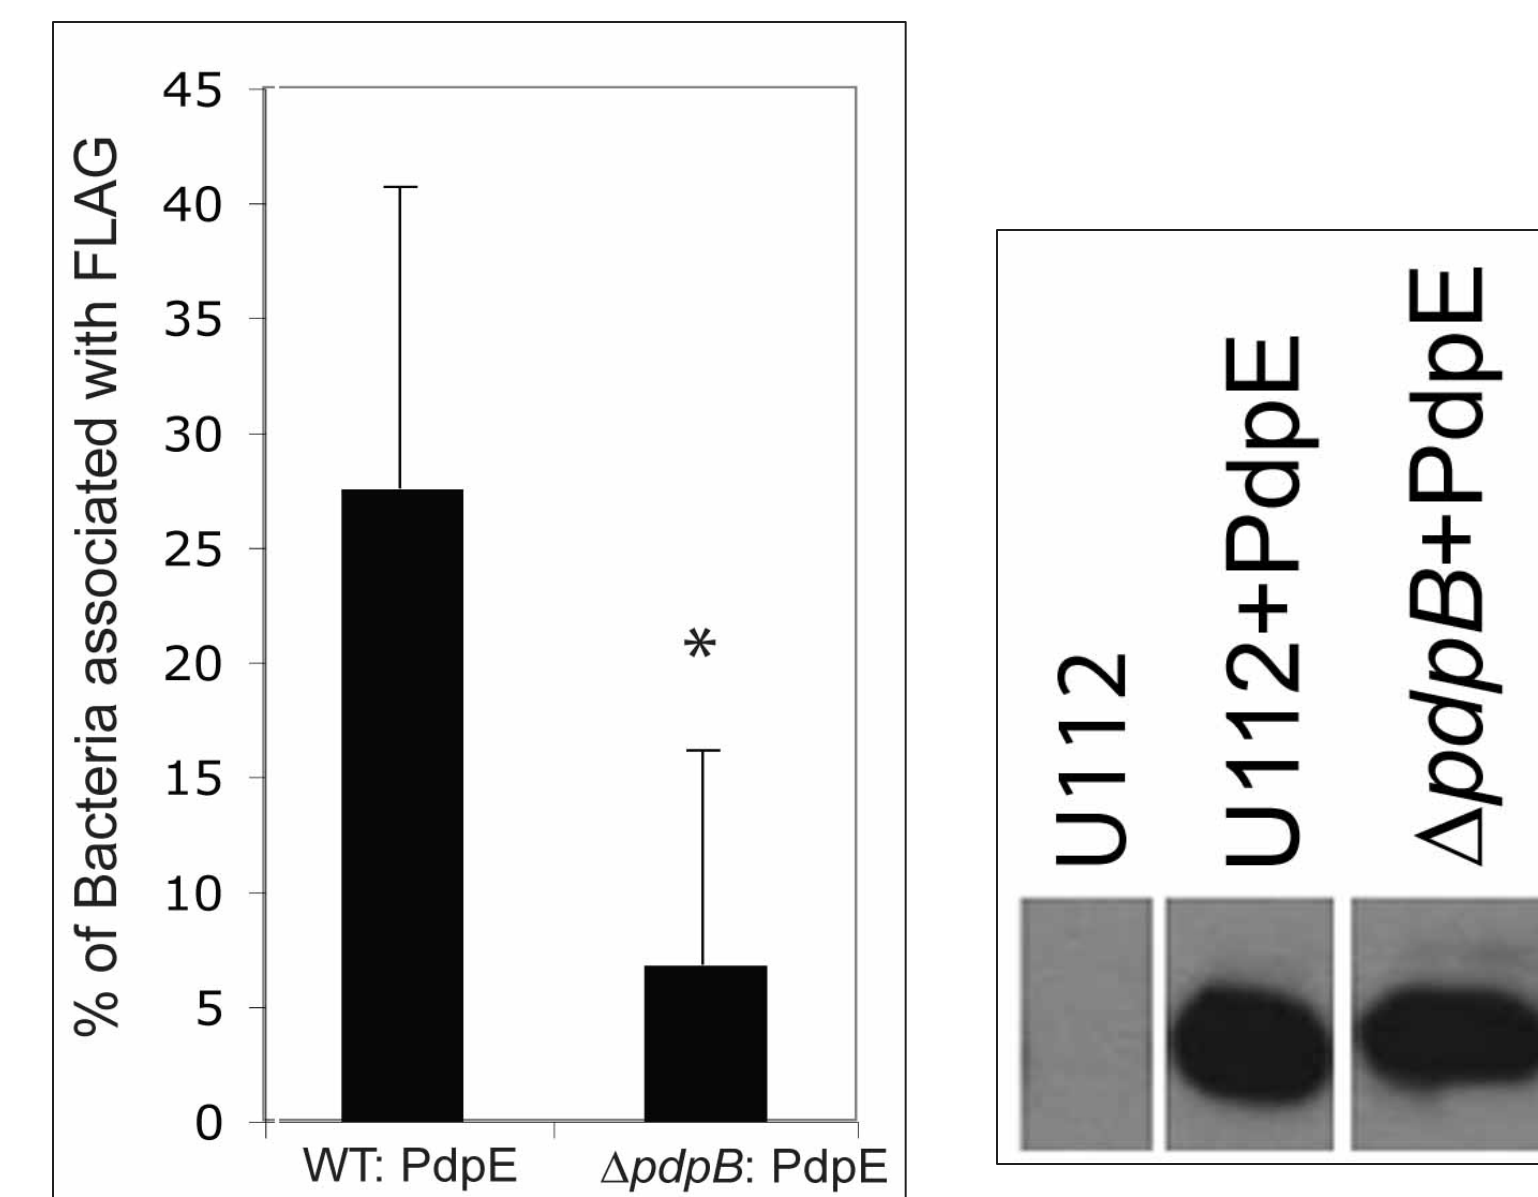 % of Bacteria associated with FLAG
45
40
35
30
25
20
15
10
5
0
*
WT: PdpE
ΔpdpB: PdpE
U112
U112+PdpE
ΔpdpB+PdpE